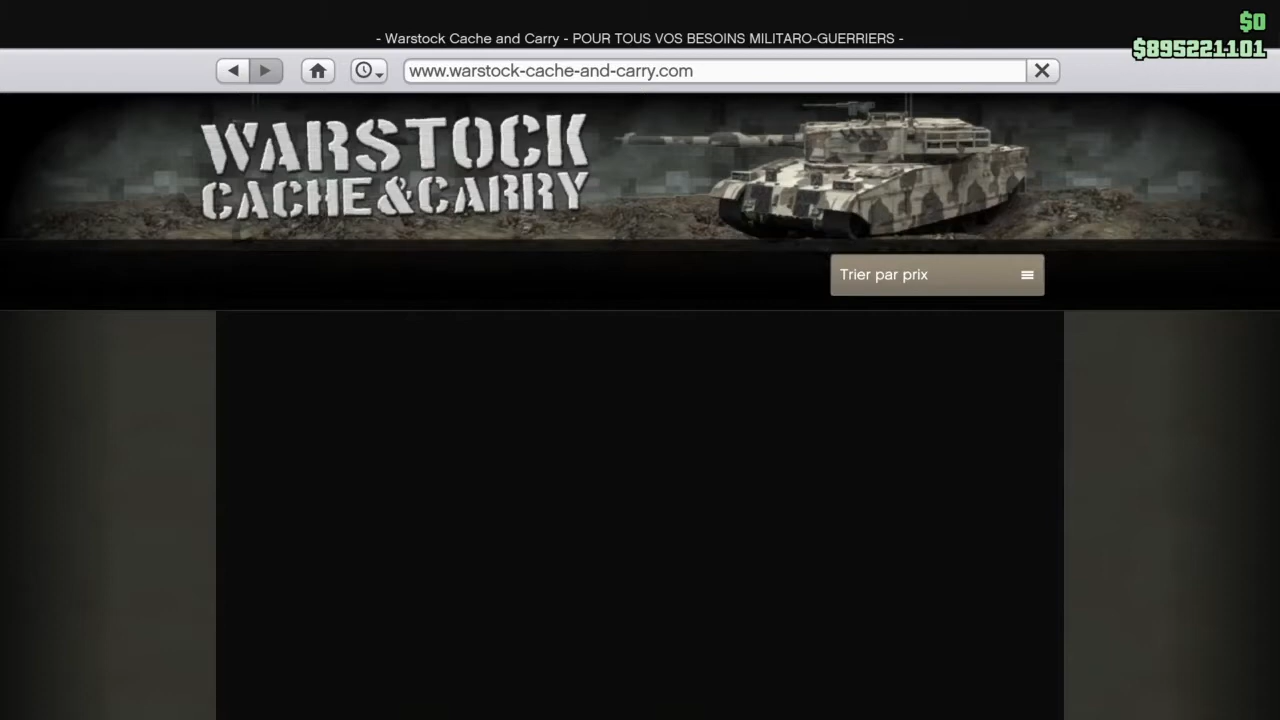 $0
- Warstock Cache and Carry - POUR TOUS VOS BESOINS MILITARO-GUERRIERS -
$895221101
www.warstock-cache-and-carry.com
WARSTOCK
CACHE&CARRY
Trier par prix